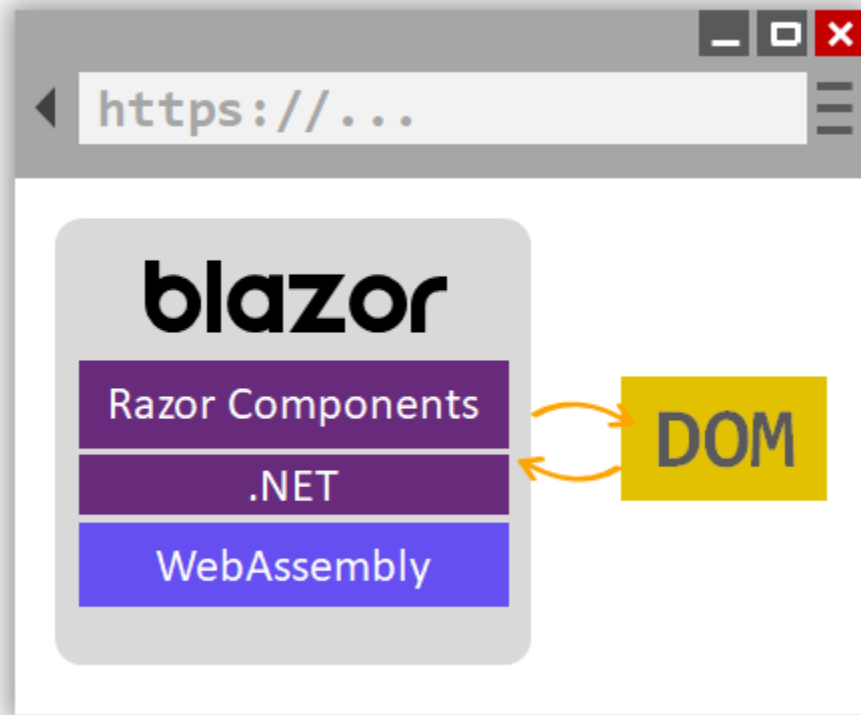 https://...
blazor
Razor Components
.NET
WebAssembly
DOM